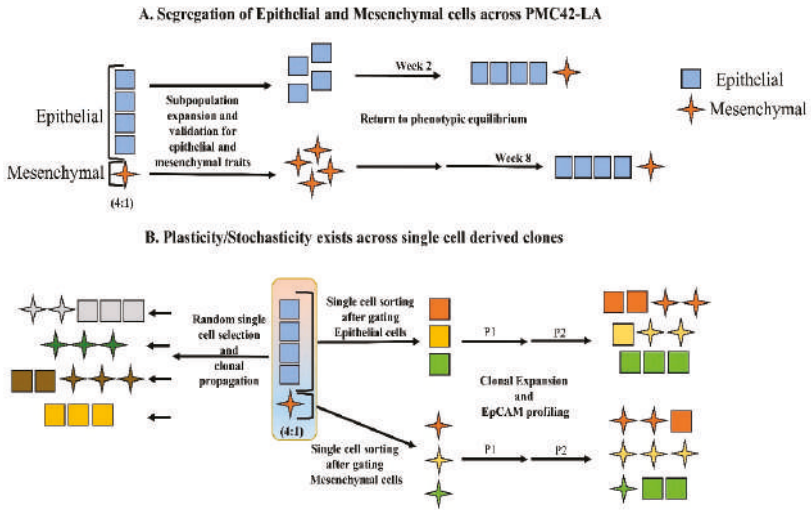 A. Segregation of Epithelial and Mesenchymal cells across PMC42-LA
Epithelial
Mesenchymal
(4:1)
Subpopulation
expansion and
validation for
epithelial and
mesenchymal traits
Week 2
Return to phenotypic equilibrium
Week 8
Epithelial
Mesenchymal
B. Plasticity/Stochasticity exists across single cell derived clones
Random single
cell selection
and
clonal
propagation
(4:1)
Single cell sorting
after gating
Epithelial cells
P1
P2
Clonal Expansion
and
EpCAM profiling
Single cell sorting
after gating
Mesenchymal cells
P1
P2